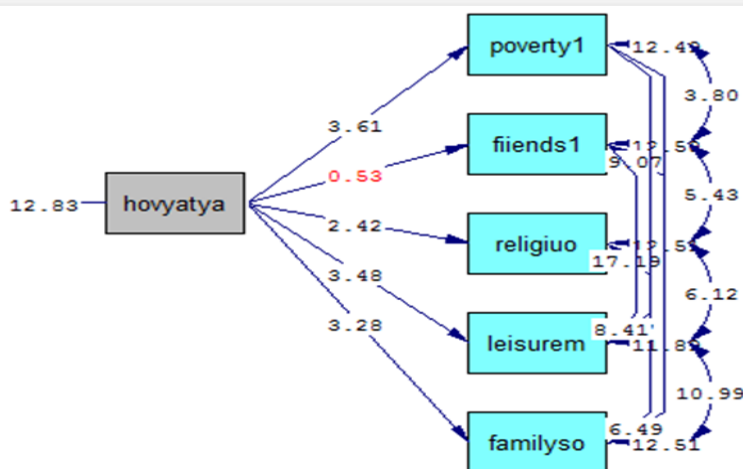 poverty1
12.49
3.80
3.61
fiiends1
9.07
0.53
5.43
12.83
hovyatya
2.42
religiuo
17.19
3.48
6.12
3.28
8.41
leisurem
11.89
10.99
6.49
familyso
12.51